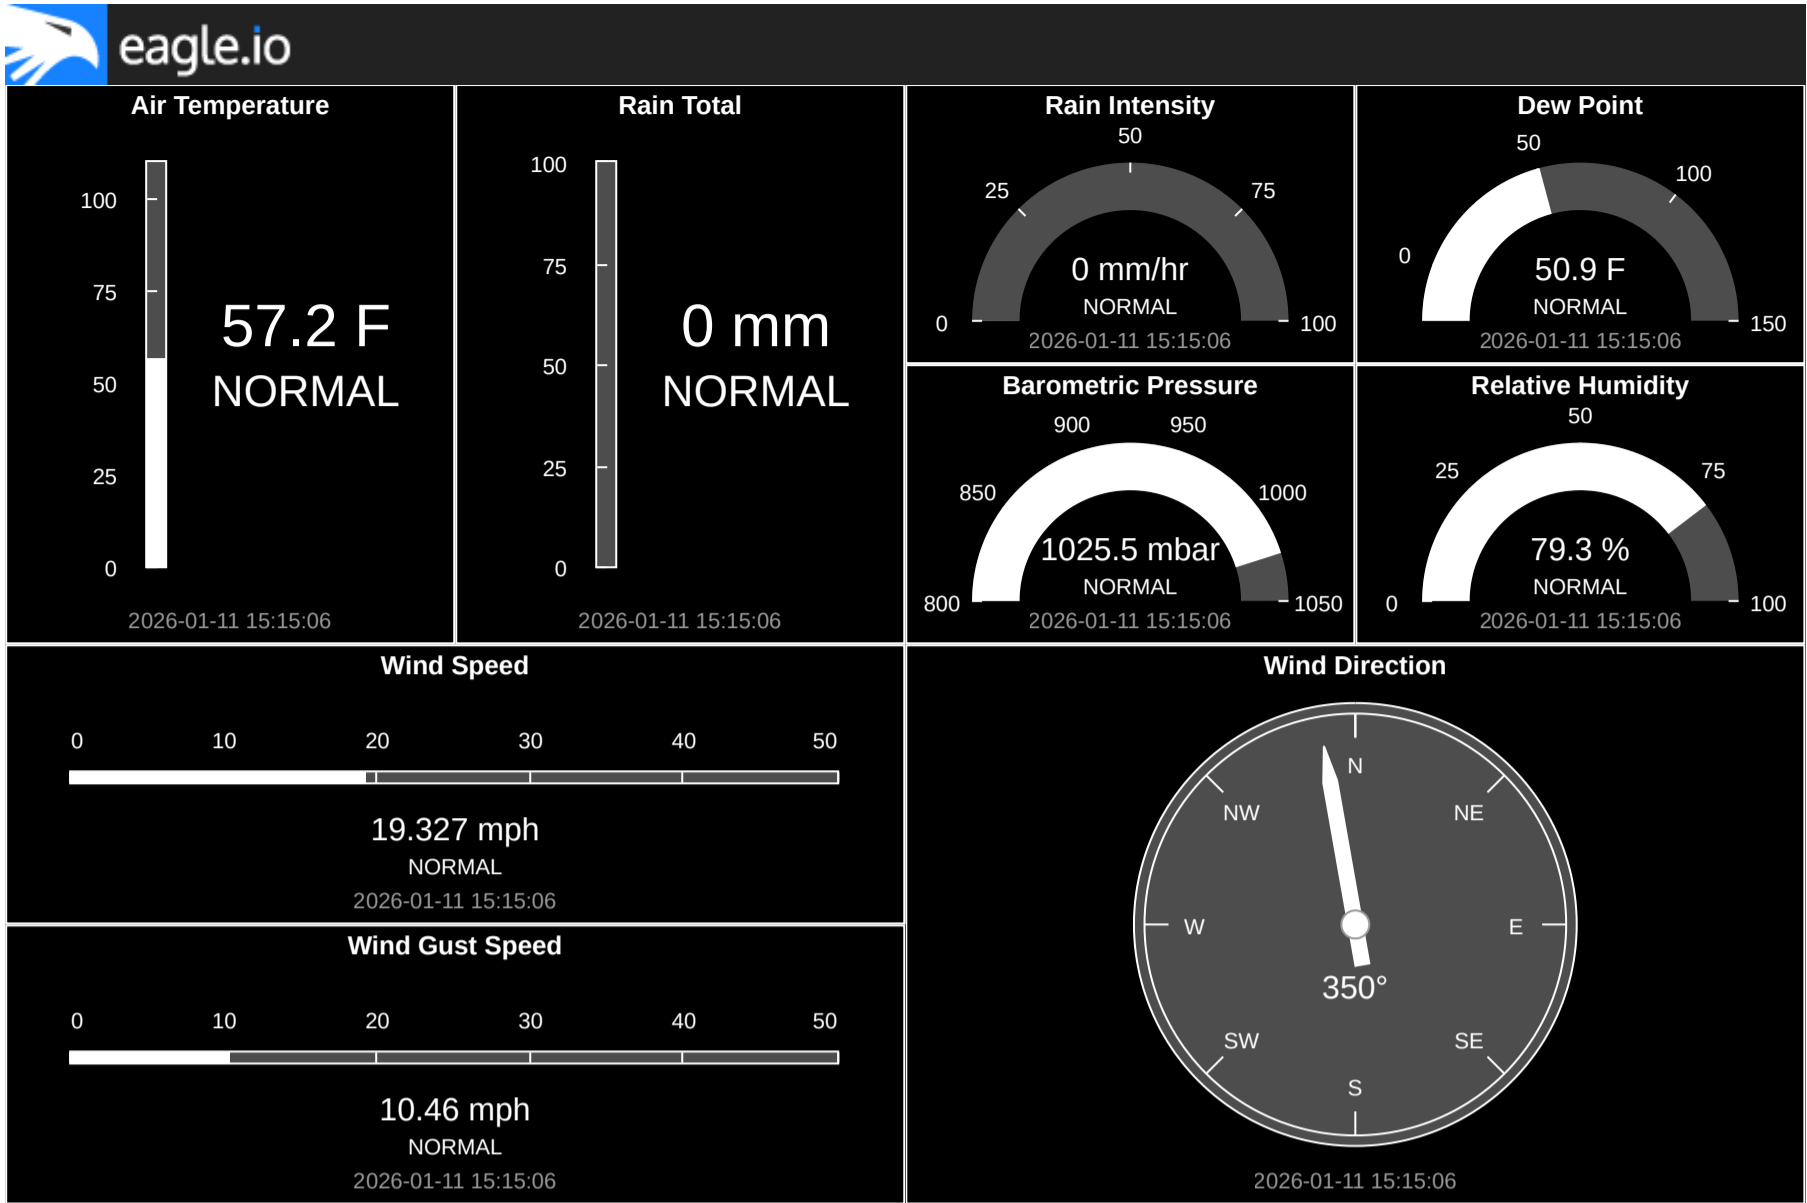 eagle.io
Air Temperature
100
75
50
25
0
57.2 F
NORMAL
2026-01-11 15:15:06
Rain Total
100
75
50
25
0
0 mm
NORMAL
2026-01-11 15:15:06
Rain Intensity
0
25
50
75
100
0 mm/hr
NORMAL
2026-01-11 15:15:06
Dew Point
0
50
100
150
50.9 F
NORMAL
2026-01-11 15:15:06
Barometric Pressure
800
850
900
950
1000
1050
1025.5 mbar
NORMAL
2026-01-11 15:15:06
Relative Humidity
0
25
50
75
100
79.3 %
NORMAL
2026-01-11 15:15:06
Wind Speed
0 10 20 30 40 50
19.327 mph
NORMAL
2026-01-11 15:15:06
Wind Gust Speed
0 10 20 30 40 50
10.46 mph
NORMAL
2026-01-11 15:15:06
Wind Direction
N
NW NE
W E
350°
SW SE
S
2026-01-11 15:15:06